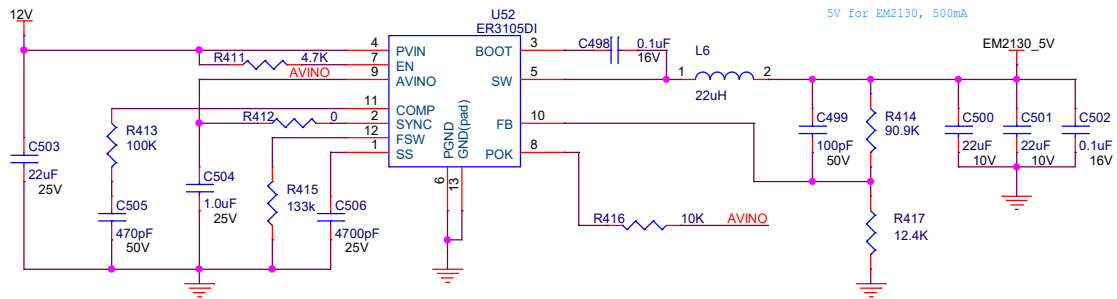 5V for EM2130, 500mA
12V
U52
ER3105DI
4 PVIN
7 EN
9 AVINO
11 COMP
2 SYNC
12 FSW
1 SS
BOOT 3
SW 5
FB 10
POK 8
PGND 6
GND(pad) 13
R411 4.7K
AVINO
R412 0
R413
100K
C503
22uF
25V
C504
1.0uF
25V
C505
470pF
50V
R415
133k
C506
4700pF
25V
C498 0.1uF
16V
L6
1 2
22uH
EM2130_5V
C499
100pF
50V
R414
90.9K
C500
22uF
10V
C501
22uF
10V
C502
0.1uF
16V
R416 10K AVINO
R417
12.4K